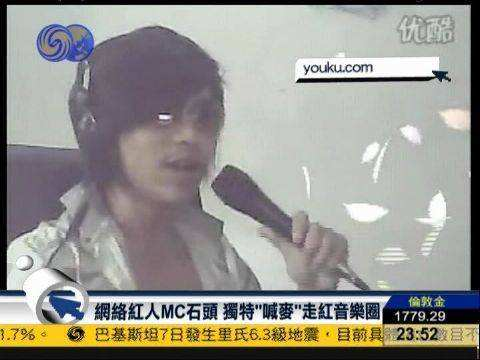 优酷
youku.com
網絡紅人MC石頭 獨特"喊麥"走紅音樂圈
倫敦金
1779.29
1.7%
巴基斯坦7日發生里氏6.3級地震，目前具
23:52